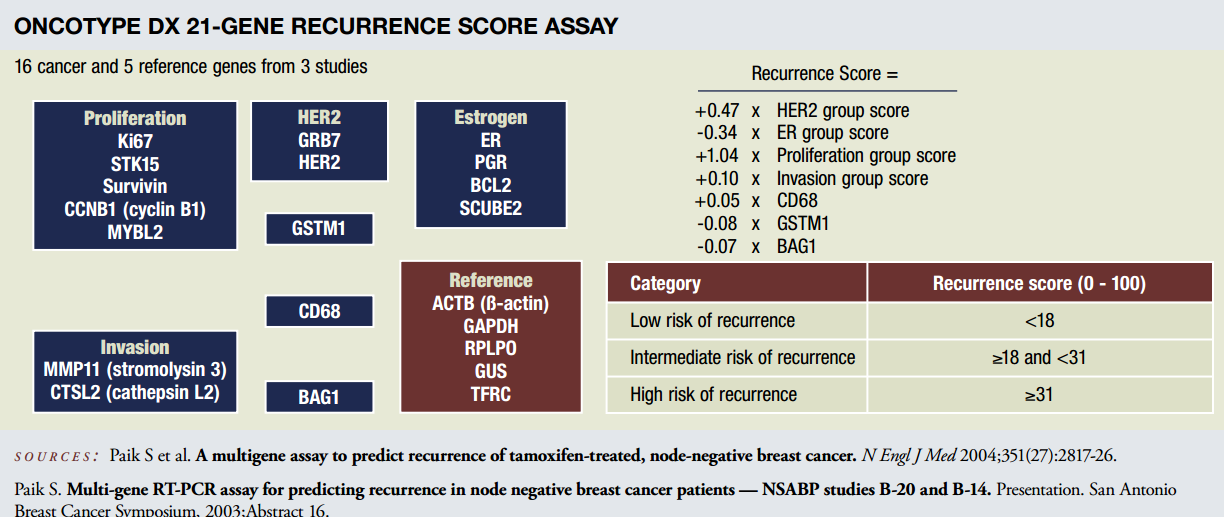 ONCOTYPE DX 21-GENE RECURRENCE SCORE ASSAY
16 cancer and 5 reference genes from 3 studies
Proliferation
Ki67
STK15
Survivin
CCNB1 (cyclin B1)
MYBL2
HER2
GRB7
HER2
Estrogen
ER
PGR
BCL2
SCUBE2
GSTM1
CD68
BAG1
Invasion
MMP11 (stromolysin 3)
CTSL2 (cathepsin L2)
Reference
ACTB (ß-actin)
GAPDH
RPLPO
GUS
TFRC
Recurrence Score =
+0.47 x HER2 group score
-0.34 x ER group score
+1.04 x Proliferation group score
+0.10 x Invasion group score
+0.05 x CD68
-0.08 x GSTM1
-0.07 x BAG1
Category Recurrence score (0 - 100)
Low risk of recurrence <18
Intermediate risk of recurrence ≥18 and <31
High risk of recurrence ≥31
SOURCES: Paik S et al. A multigene assay to predict recurrence of tamoxifen-treated, node-negative breast cancer. N Engl J Med 2004;351(27):2817-26.
Paik S. Multi-gene RT-PCR assay for predicting recurrence in node negative breast cancer patients — NSABP studies B-20 and B-14. Presentation. San Antonio
Breast Cancer Symposium, 2003;Abstract 16.